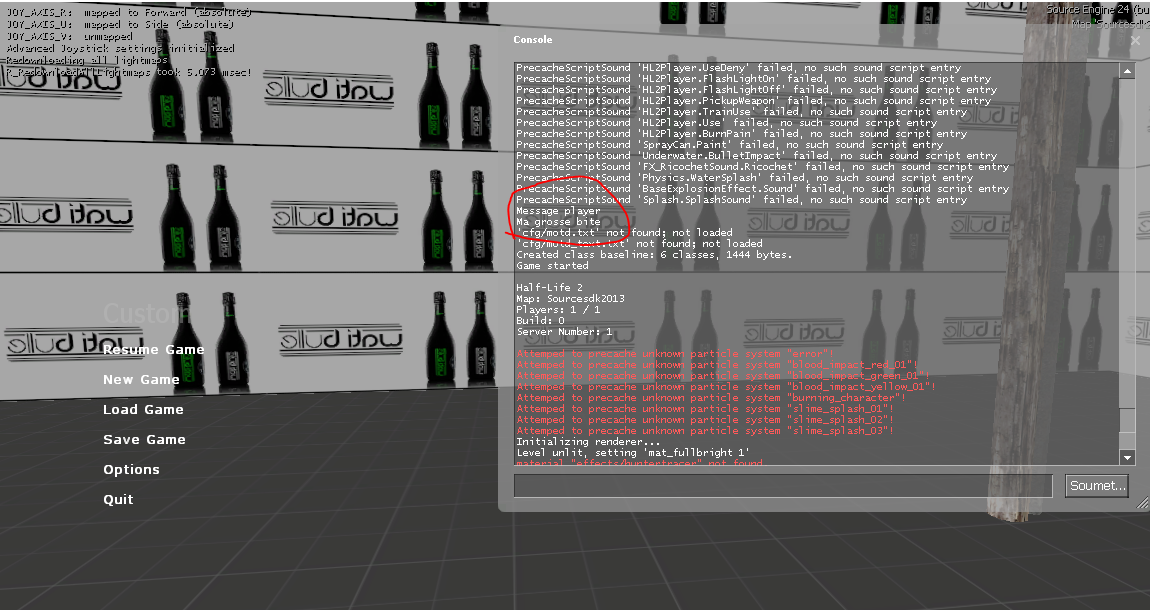 JOY_AXIS_R:  mapped to Forward (absolute)
JOY_AXIS_U:  mapped to Side (absolute)
JOY_AXIS_V:  unmapped
Advanced Joystick settings initialized
Redownloading all lightmaps
R_RedownloadAllLightmaps took 5.073 msec!
Source Engine 24 (bu
Map: Sourcesdk2
Console
PrecacheScriptSound 'HL2Player.UseDeny' failed, no such sound script entry
PrecacheScriptSound 'HL2Player.FlashLightOn' failed, no such sound script entry
PrecacheScriptSound 'HL2Player.FlashLightOff' failed, no such sound script entry
PrecacheScriptSound 'HL2Player.PickupWeapon' failed, no such sound script entry
PrecacheScriptSound 'HL2Player.TrainUse' failed, no such sound script entry
PrecacheScriptSound 'HL2Player.Use' failed, no such sound script entry
PrecacheScriptSound 'HL2Player.BurnPain' failed, no such sound script entry
PrecacheScriptSound 'SprayCan.Paint' failed, no such sound script entry
PrecacheScriptSound 'Underwater.BulletImpact' failed, no such sound script entry
PrecacheScriptSound 'FX_RicochetSound.Ricochet' failed, no such sound script entry
PrecacheScriptSound 'Physics.WaterSplash' failed, no such sound script entry
PrecacheScriptSound 'BaseExplosionEffect.Sound' failed, no such sound script entry
PrecacheScriptSound 'Splash.SplashSound' failed, no such sound script entry
Message player
Ma grosse bite
'cfg/motd.txt' not found; not loaded
'cfg/motd_text.txt' not found; not loaded
Created class baseline: 6 classes, 1444 bytes.
Game started
Half-Life 2
Map: Sourcesdk2013
Players: 1 / 1
Build: 0
Server Number: 1
Attemped to precache unknown particle system "error"!
Attemped to precache unknown particle system "blood_impact_red_01"!
Attemped to precache unknown particle system "blood_impact_green_01"!
Attemped to precache unknown particle system "blood_impact_yellow_01"!
Attemped to precache unknown particle system "burning_character"!
Attemped to precache unknown particle system "slime_splash_01"!
Attemped to precache unknown particle system "slime_splash_02"!
Attemped to precache unknown particle system "slime_splash_03"!
Initializing renderer...
Level unlit, setting 'mat_fullbright 1'
material "effects/huntertracer" not found.
Soumet...
Custom
Resume Game
New Game
Load Game
Save Game
Options
Quit